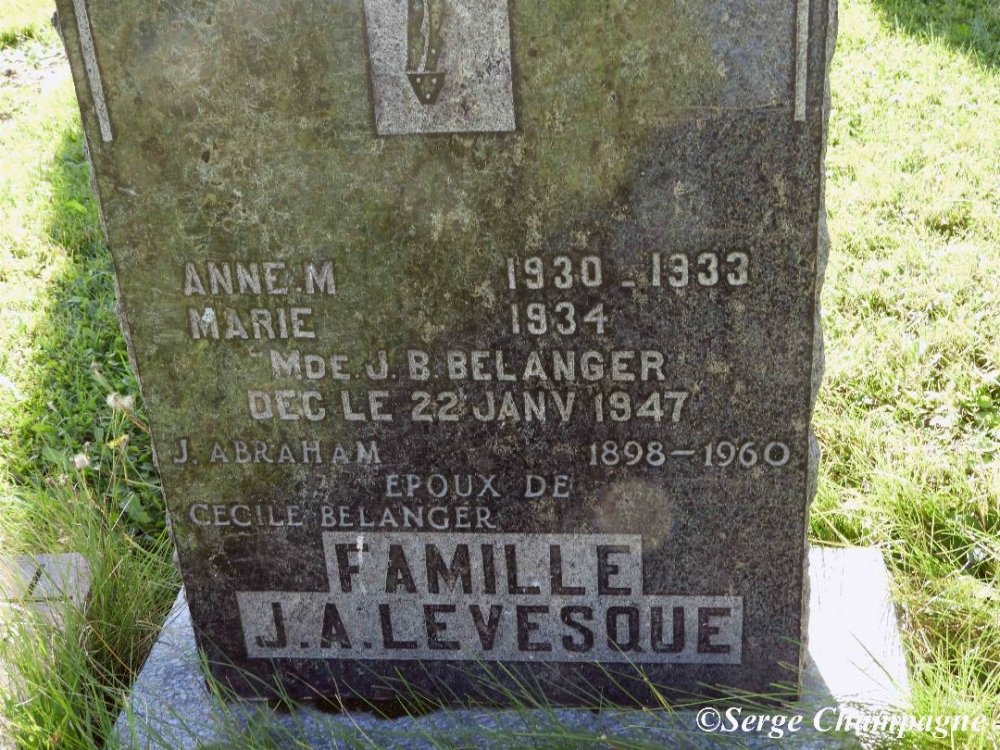 ANNE.M 1930 - 1933
MARIE 1934
MDE.J.B.BELANGER
DEC LE 22 JANV 1947
J. ABRAHAM 1898-1960
EPOUX DE
CECILE BELANGER
FAMILLE
J.A.LEVESQUE
©Serge Champagne